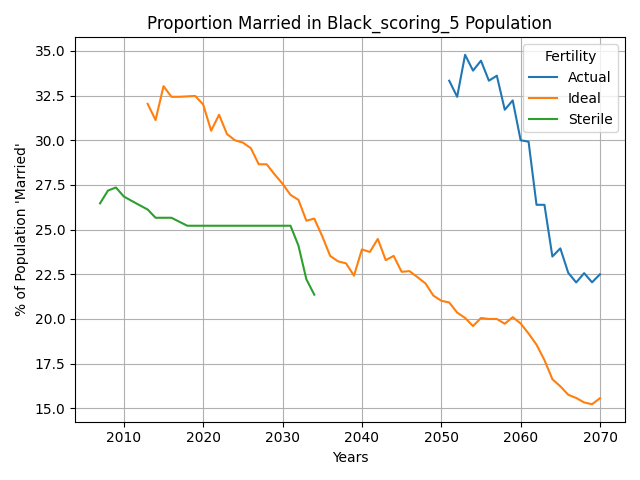 Proportion Married in Black_scoring_5 Population
% of Population 'Married'
35.0
32.5
30.0
27.5
25.0
22.5
20.0
17.5
15.0
Fertility
Actual
Ideal
Sterile
2010 2020 2030 2040 2050 2060 2070
Years